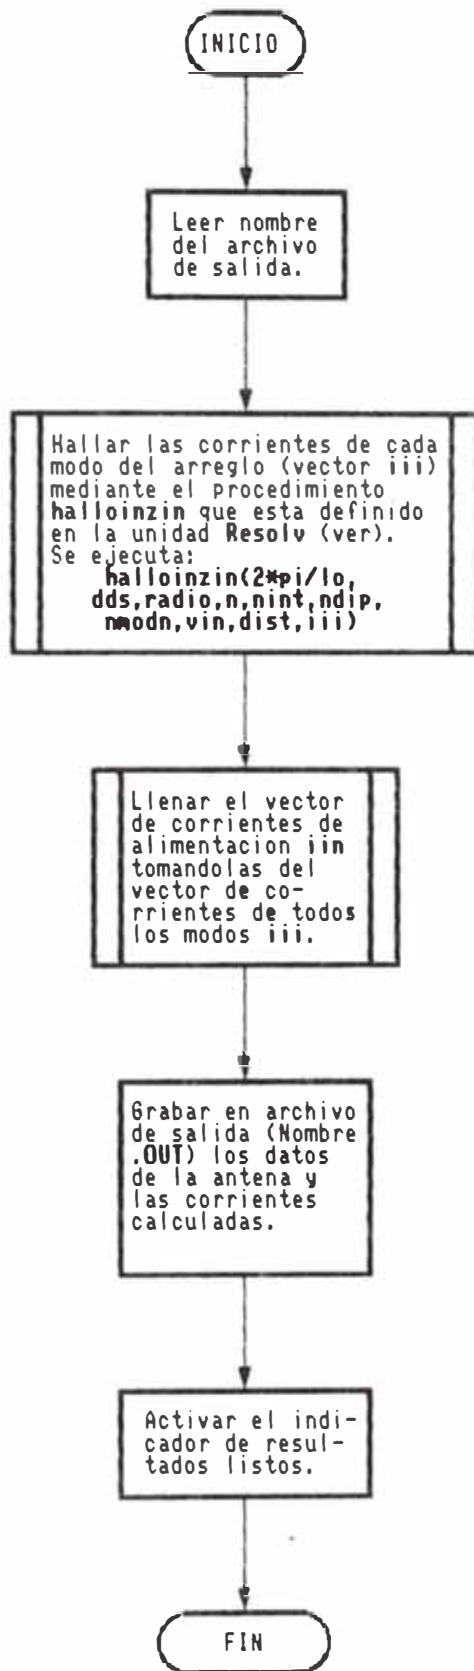 INICIO
Leer nombre
del archivo
de salida.
Hallar las corrientes de cada
modo del arreglo (vector iii)
mediante el procedimiento
halloinzin que esta definido
en la unidad Resolv (ver).
Se ejecuta:
halloinzin(2*pi/lo,
dds,radio,n,nint,ndip,
nmodn,vin,dist,iii)
Llenar el vector
de corrientes de
alimentacion iin
tomandolas del
vector de co-
rrientes de todos
los modos iii.
Grabar en archivo
de salida (Nombre
.OUT) los datos
de la antena y
las corrientes
calculadas.
Activar el indi-
cador de resul-
tados listos.
FIN